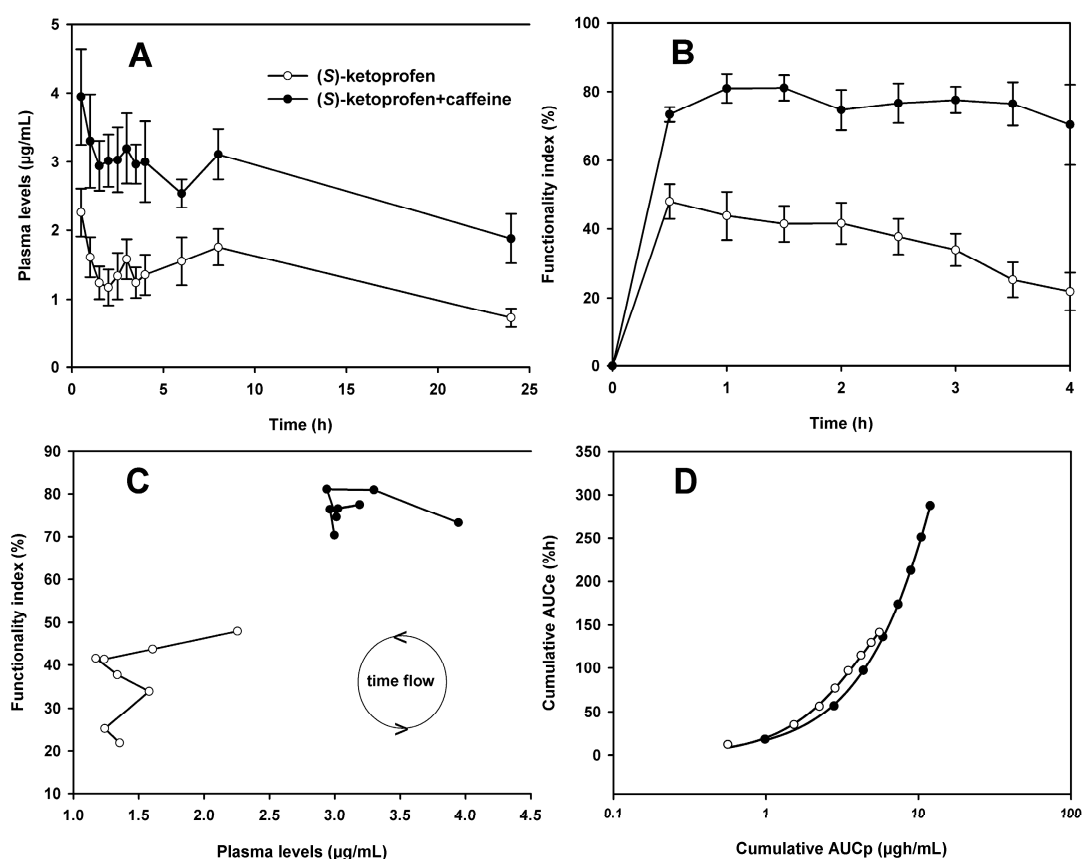 A
(S)-ketoprofen
(S)-ketoprofen+caffeine
Plasma levels (µg/mL)
5
4
3
2
1
0
0 5 10 15 20 25
Time (h)
B
Functionality index (%)
100
80
60
40
20
0
0 1 2 3 4
Time (h)
C
Functionality index (%)
90
80
70
60
50
40
30
20
10
time flow
1.0 1.5 2.0 2.5 3.0 3.5 4.0 4.5
Plasma levels (µg/mL)
D
Cumulative AUCe (%h)
350
300
250
200
150
100
50
0
0.1 1 10 100
Cumulative AUCp (µgh/mL)